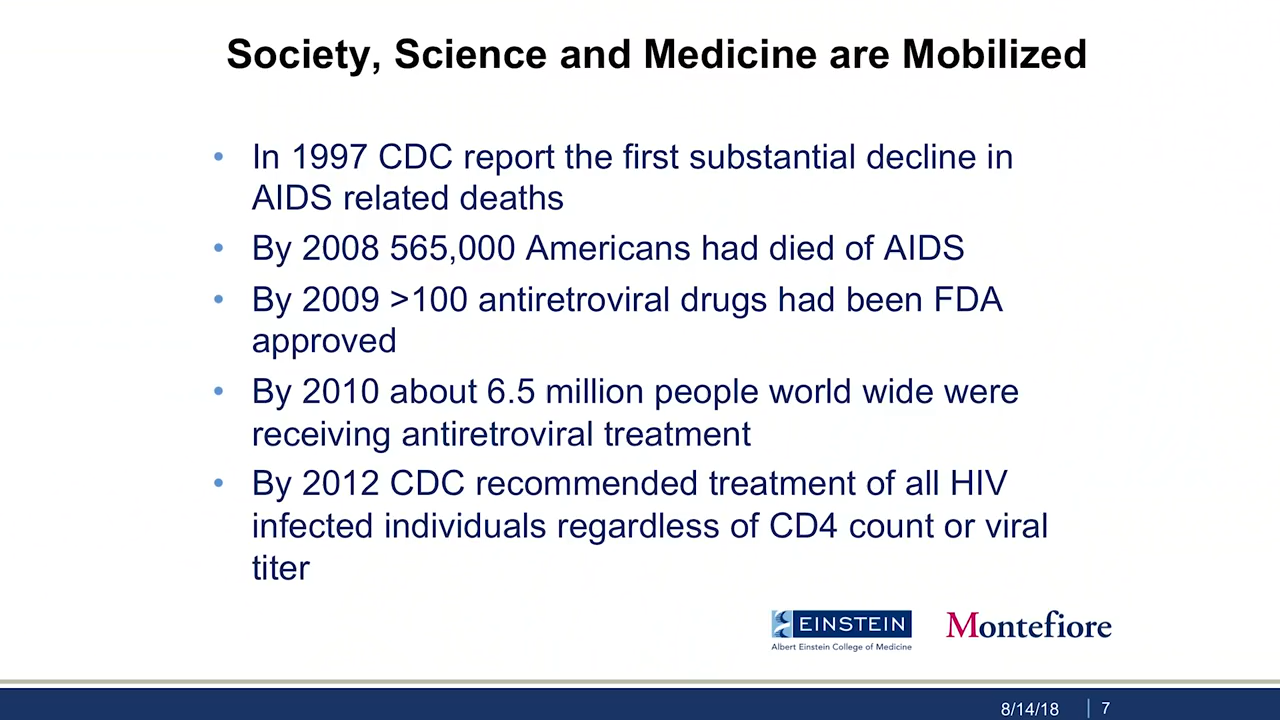 Society, Science and Medicine are Mobilized
• In 1997 CDC report the first substantial decline in
AIDS related deaths
• By 2008 565,000 Americans had died of AIDS
• By 2009 >100 antiretroviral drugs had been FDA
approved
• By 2010 about 6.5 million people world wide were
receiving antiretroviral treatment
• By 2012 CDC recommended treatment of all HIV
infected individuals regardless of CD4 count or viral
titer
EINSTEIN
Albert Einstein College of Medicine
Montefiore
8/14/18 | 7